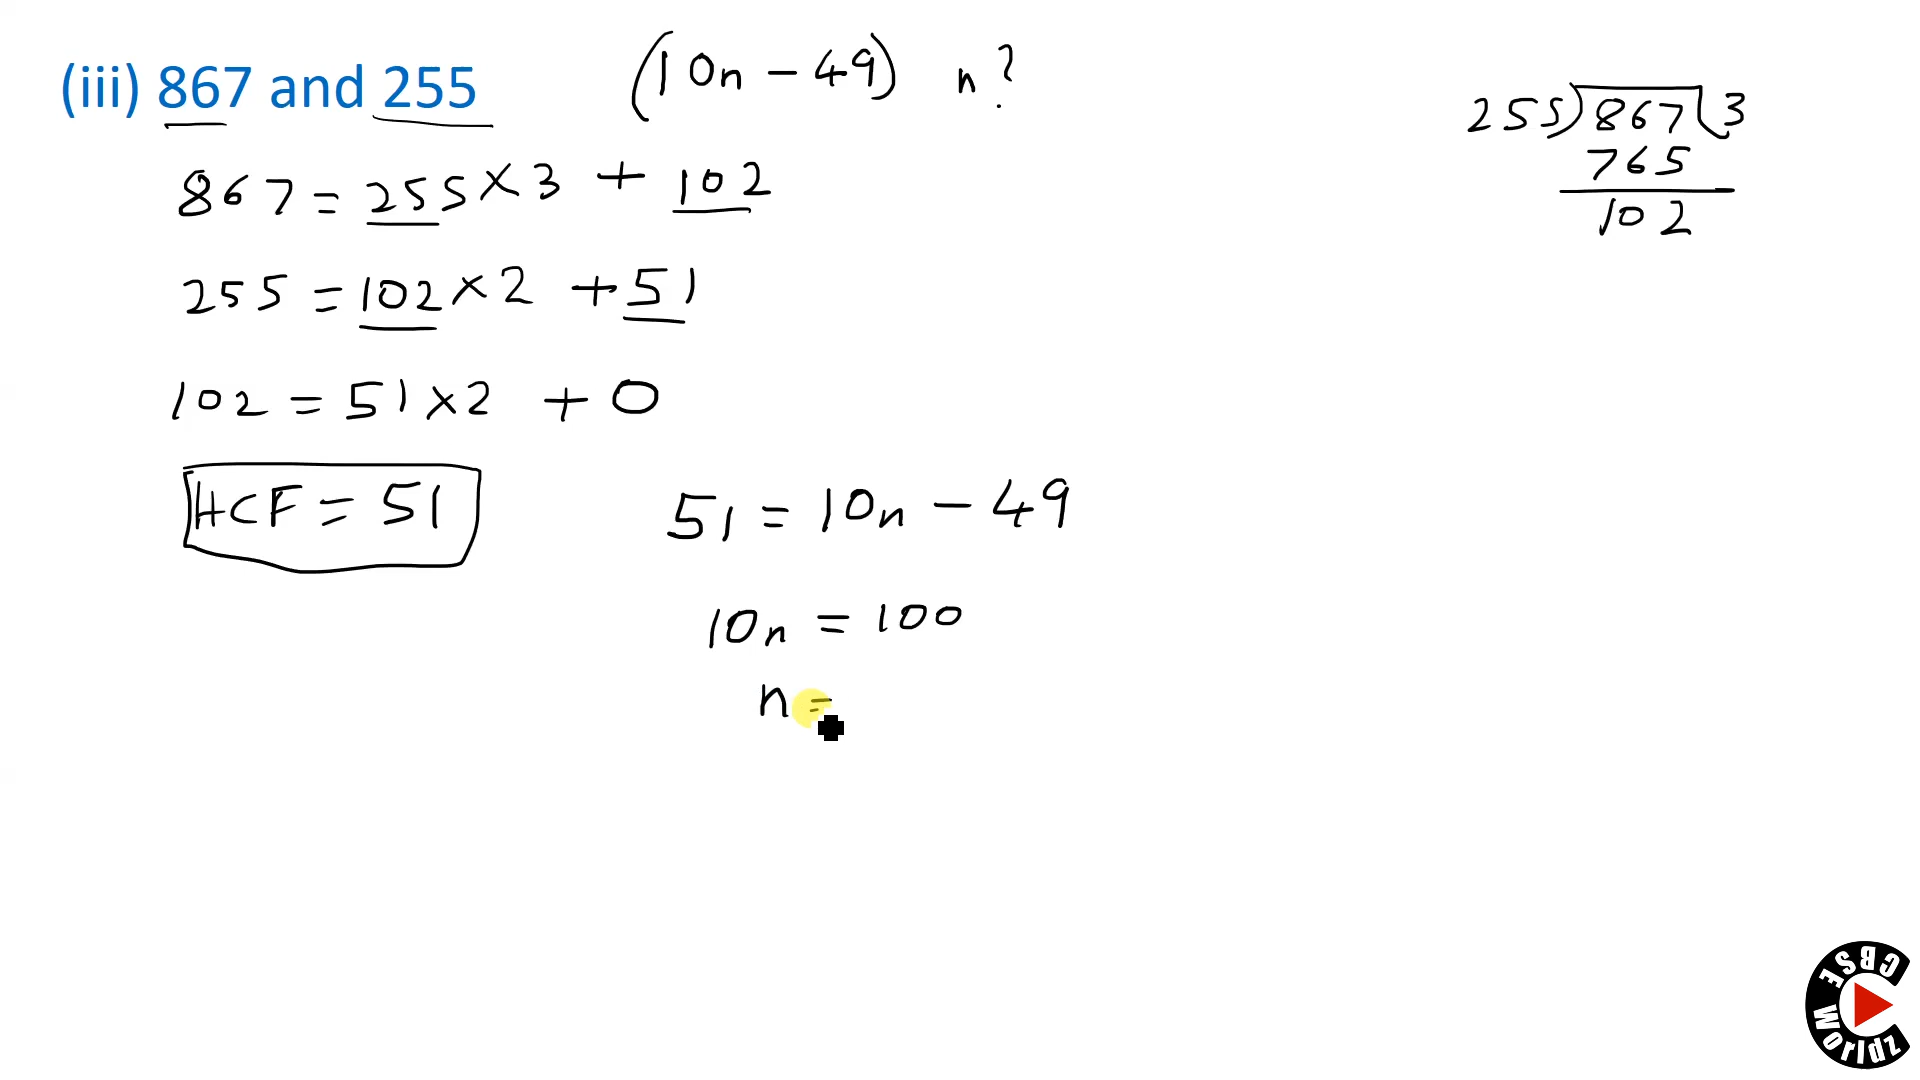 (iii) 867 and 255
(10n - 49) n?
867 = 255 × 3 + 102
255 = 102 × 2 + 51
102 = 51 × 2 + 0
HCF = 51
51 = 10n - 49
10n = 100
n =
255)867(3
765
102
CBSE Worldz